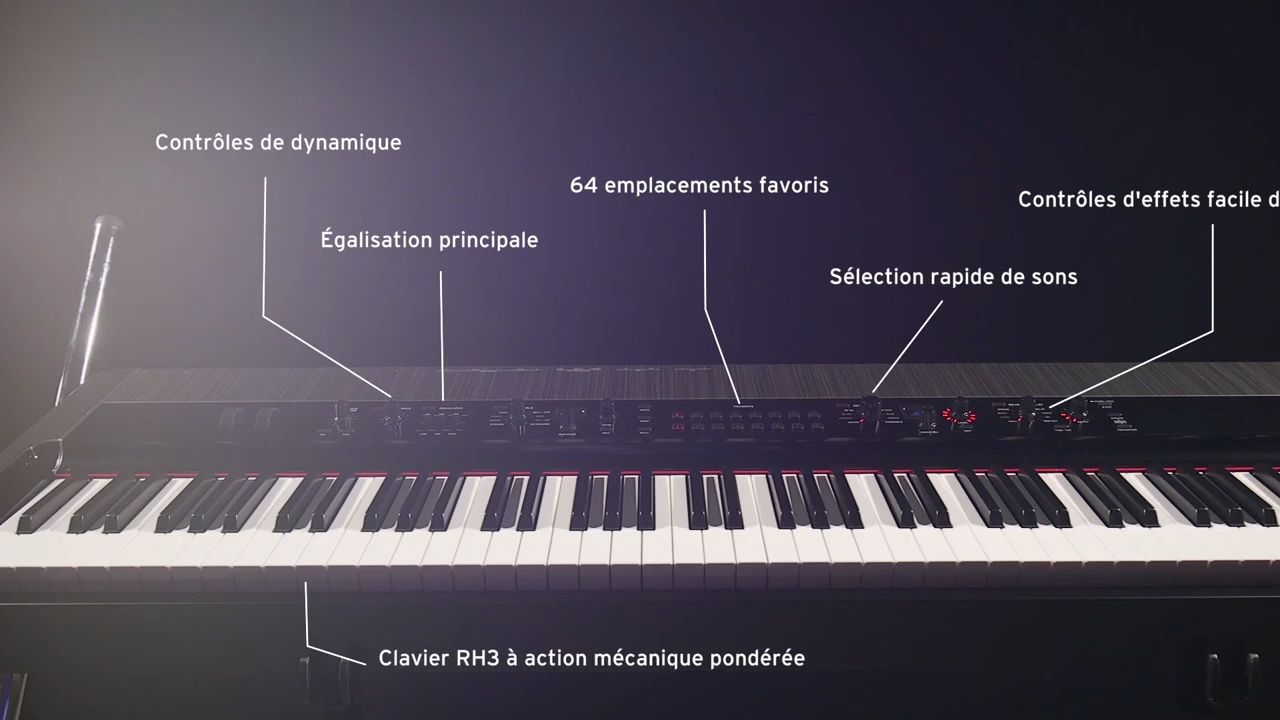 Contrôles de dynamique
64 emplacements favoris
Contrôles d'effets facile d
Égalisation principale
Sélection rapide de sons
Clavier RH3 à action mécanique pondérée